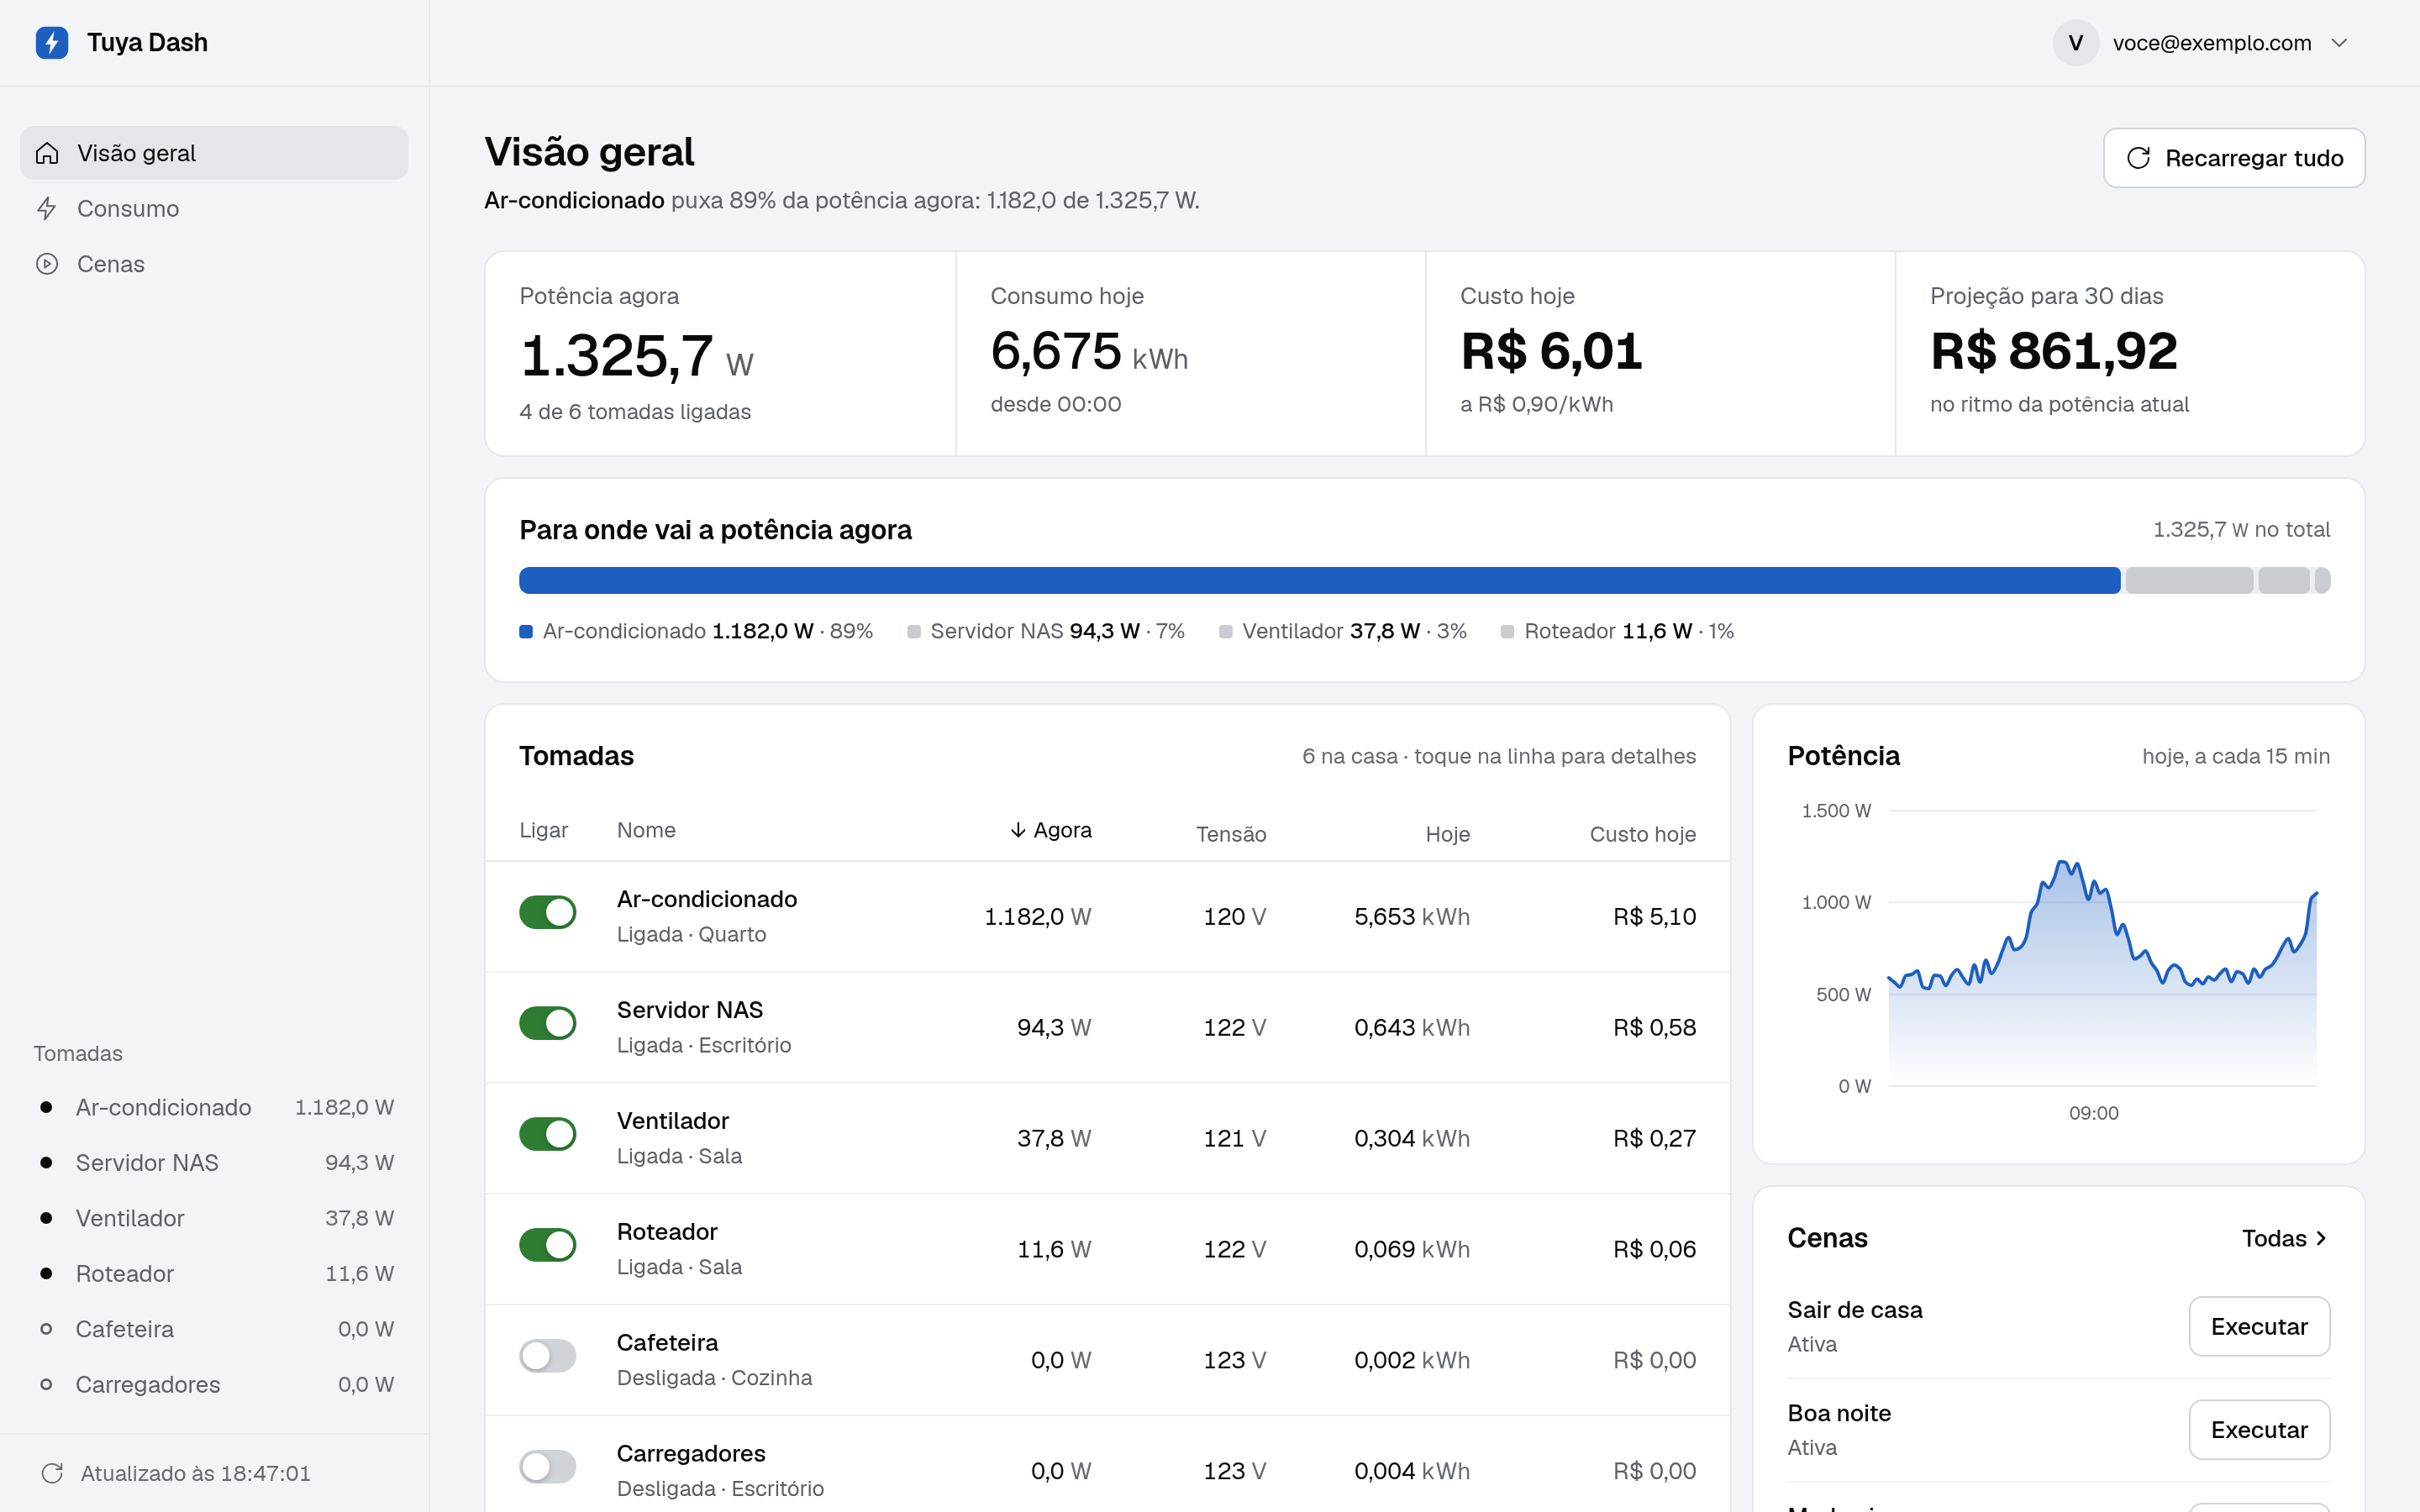 Tuya Dash
voce@exemplo.com
V
Visão geral
Consumo
Cenas
Tomadas
Ar-condicionado 1.182,0 W
Servidor NAS 94,3 W
Ventilador 37,8 W
Roteador 11,6 W
Cafeteira 0,0 W
Carregadores 0,0 W
Atualizado às 18:47:01
Visão geral
Recarregar tudo
Ar-condicionado puxa 89% da potência agora: 1.182,0 de 1.325,7 W.
Potência agora
1.325,7 W
4 de 6 tomadas ligadas
Consumo hoje
6,675 kWh
desde 00:00
Custo hoje
R$ 6,01
a R$ 0,90/kWh
Projeção para 30 dias
R$ 861,92
no ritmo da potência atual
Para onde vai a potência agora
1.325,7 W no total
Ar-condicionado 1.182,0 W · 89% Servidor NAS 94,3 W · 7% Ventilador 37,8 W · 3% Roteador 11,6 W · 1%
Tomadas
6 na casa · toque na linha para detalhes
Ligar Nome ↓ Agora Tensão Hoje Custo hoje
Ar-condicionado
Ligada · Quarto
1.182,0 W 120 V 5,653 kWh R$ 5,10
Servidor NAS
Ligada · Escritório
94,3 W 122 V 0,643 kWh R$ 0,58
Ventilador
Ligada · Sala
37,8 W 121 V 0,304 kWh R$ 0,27
Roteador
Ligada · Sala
11,6 W 122 V 0,069 kWh R$ 0,06
Cafeteira
Desligada · Cozinha
0,0 W 123 V 0,002 kWh R$ 0,00
Carregadores
Desligada · Escritório
0,0 W 123 V 0,004 kWh R$ 0,00
Potência
hoje, a cada 15 min
1.500 W
1.000 W
500 W
0 W
09:00
Cenas
Todas
Sair de casa
Ativa
Executar
Boa noite
Ativa
Executar